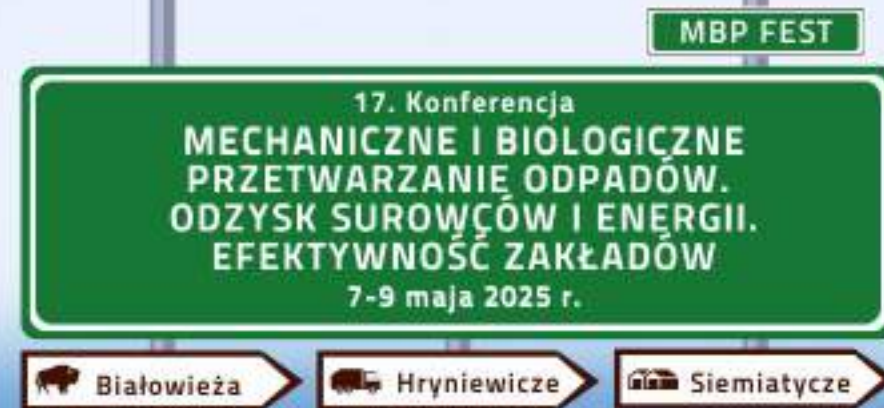 MBP FEST
17. Konferencja
MECHANICZNE I BIOLOGICZNE
PRZETWARZANIE ODPADÓW.
ODZYSK SUROWCÓW I ENERGII.
EFEKTYWNOŚĆ ZAKŁADÓW
7-9 maja 2025 r.
Białowieża
Hryniewicze
Siemiatycze